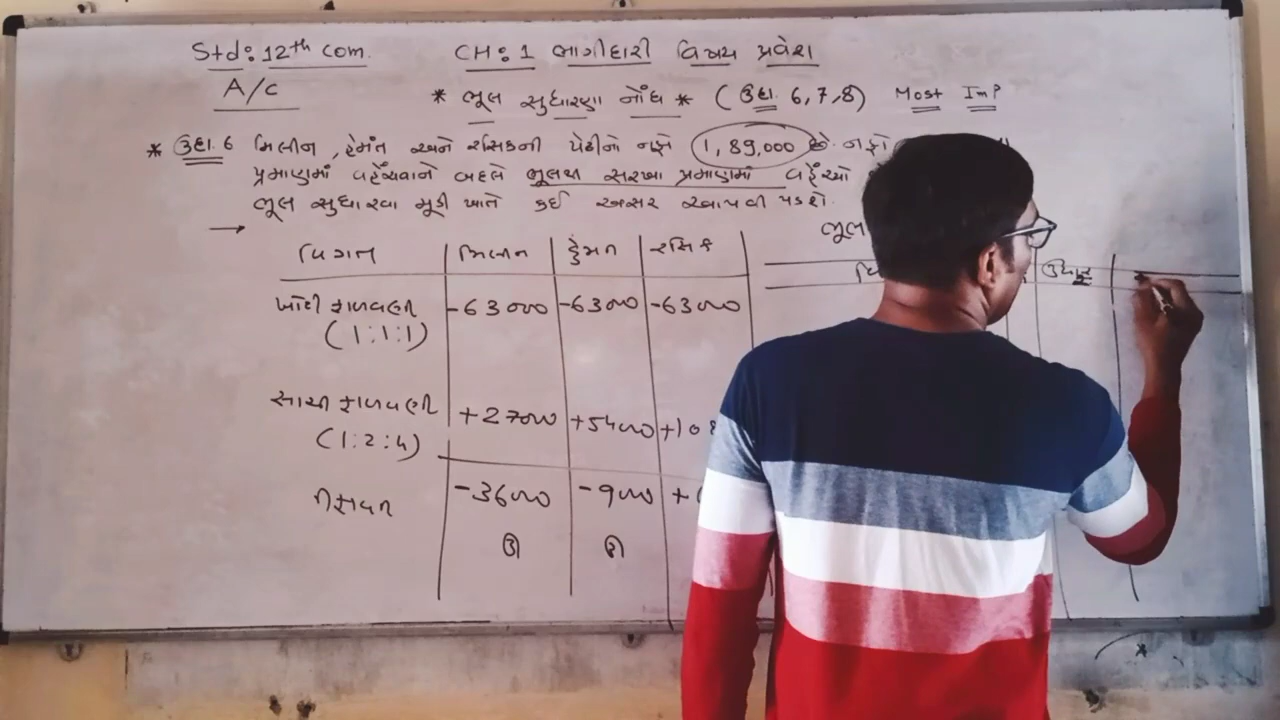 Std: 12th com. CH: 1 ભાગીદારી વિષય પ્રવેશ
A/c * ભૂલ સુધારણા નોંધ * (ઉદા. 6,7,8) Most ImP
* ઉદા. 6 મિલીન, હેમંત અને રસિકની પેઢીનો નફો 1,89,000 છે. નફો
પ્રમાણમાં વહેંચવાને બદલે ભૂલથી સરખા પ્રમાણમાં વહેંચ્યો
ભૂલ સુધારવા મૂડી ખાતે કઈ અસર આપવી પડશે.
→ ભૂલ
વિગત મિલીન હેમંત રસિક ઉધાર
ખોટી ફાળવણી -63000 -63000 -63000
(1:1:1)
સાચી ફાળવણી +27000 +54000 +108
(1:2:4)
તફાવત -36000 -9000 +
ઉ ઉ